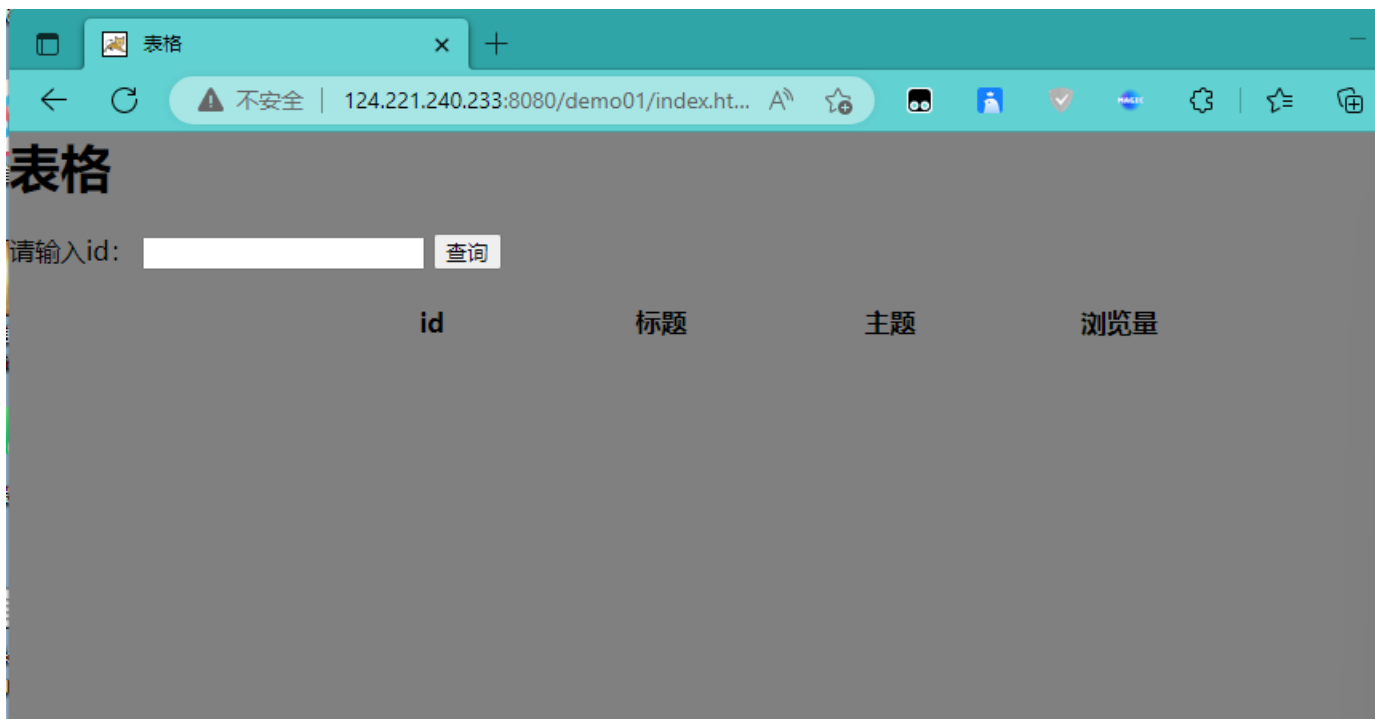 表格
不安全 124.221.240.233:8080/demo01/index.ht... A
表格
请输入id: 查询
id 标题 主题 浏览量